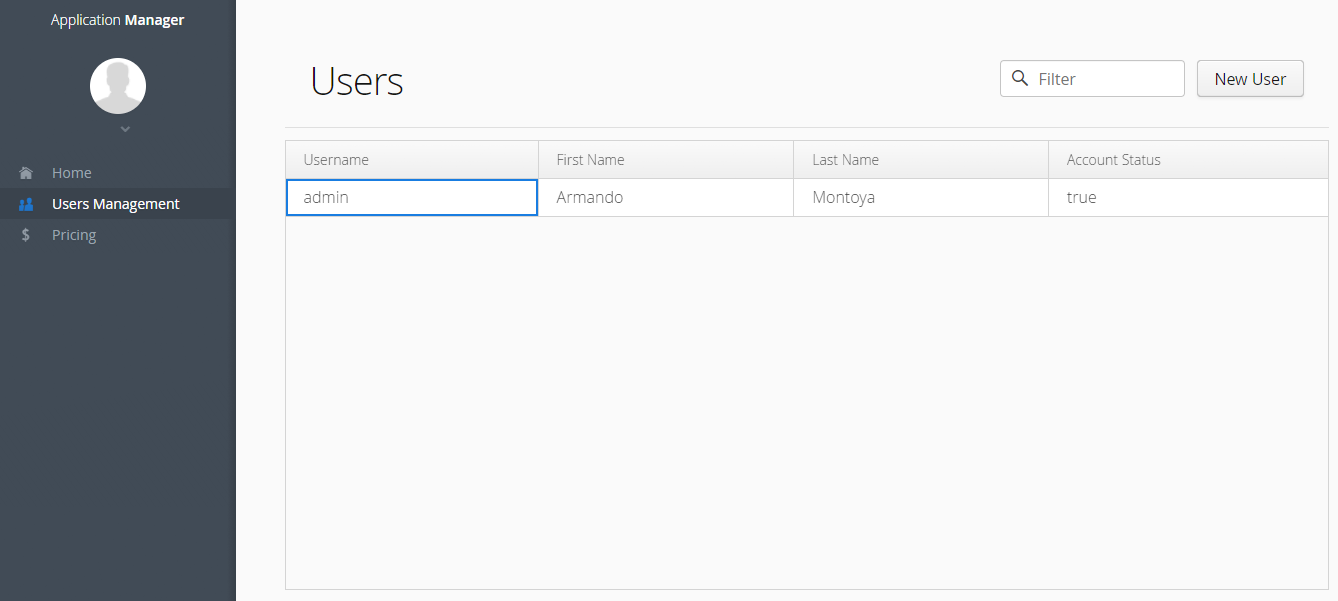 Application Manager
Home
Users Management
$ Pricing
Users
Filter
New User
Username First Name Last Name Account Status
admin Armando Montoya true